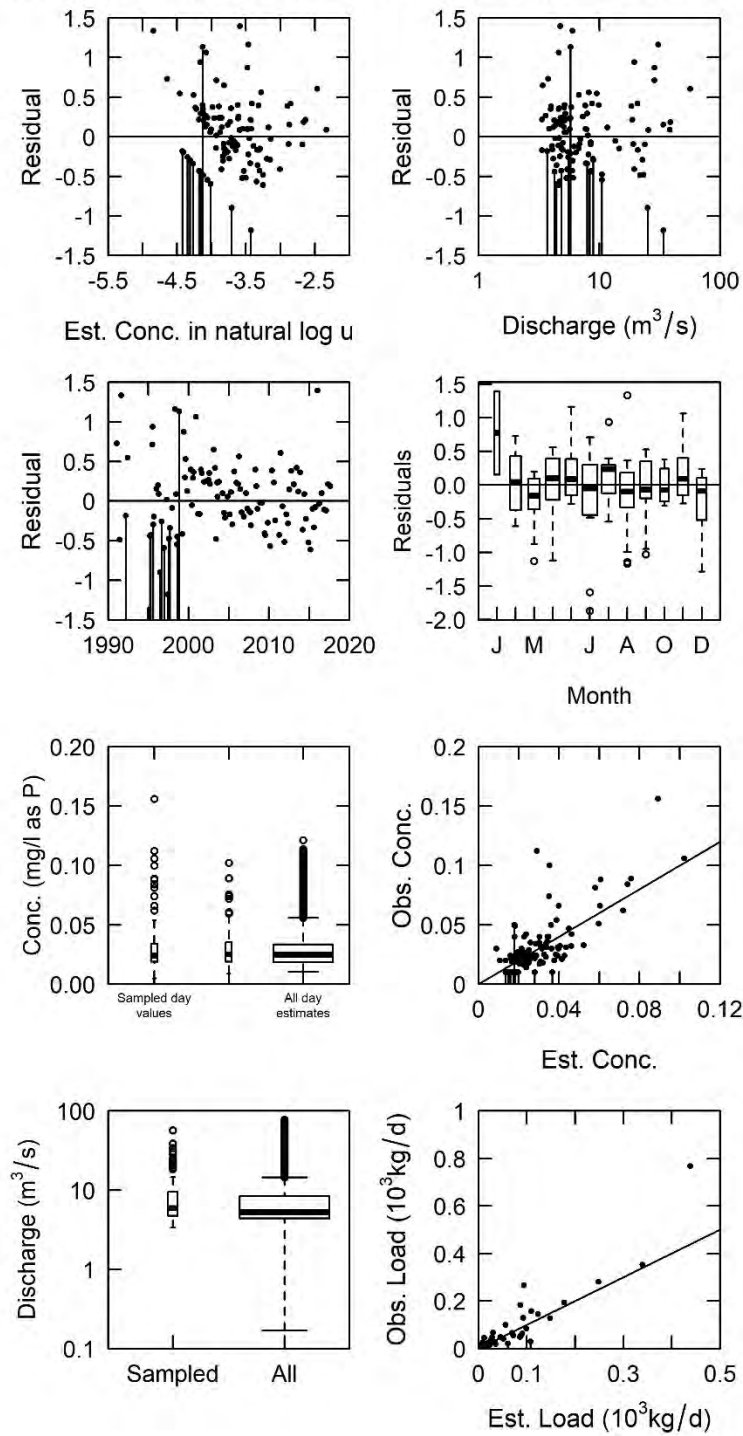 1.5
1
0.5
0
-0.5
-1
-1.5
-5.5 -4.5 -3.5 -2.5
Residual
Est. Conc. in natural log u
1.5
1
0.5
0
-0.5
-1
-1.5
1 10 100
Residual
Discharge (m³/s)
1.5
1
0.5
0
-0.5
-1
-1.5
1990 2000 2010 2020
Residual
1.5
1.0
0.5
0.0
-0.5
-1.0
-1.5
-2.0
J M J A O D
Residuals
Month
0.20
0.15
0.10
0.05
0.00
Conc. (mg/l as P)
Sampled day All day
values estimates
0.2
0.15
0.1
0.05
0
0 0.04 0.08 0.12
Obs. Conc.
Est. Conc.
100
10
1
0.1
Discharge (m³/s)
Sampled All
1
0.8
0.6
0.4
0.2
0
0 0.1 0.3 0.5
Obs. Load (10³kg/d)
Est. Load (10³kg/d)